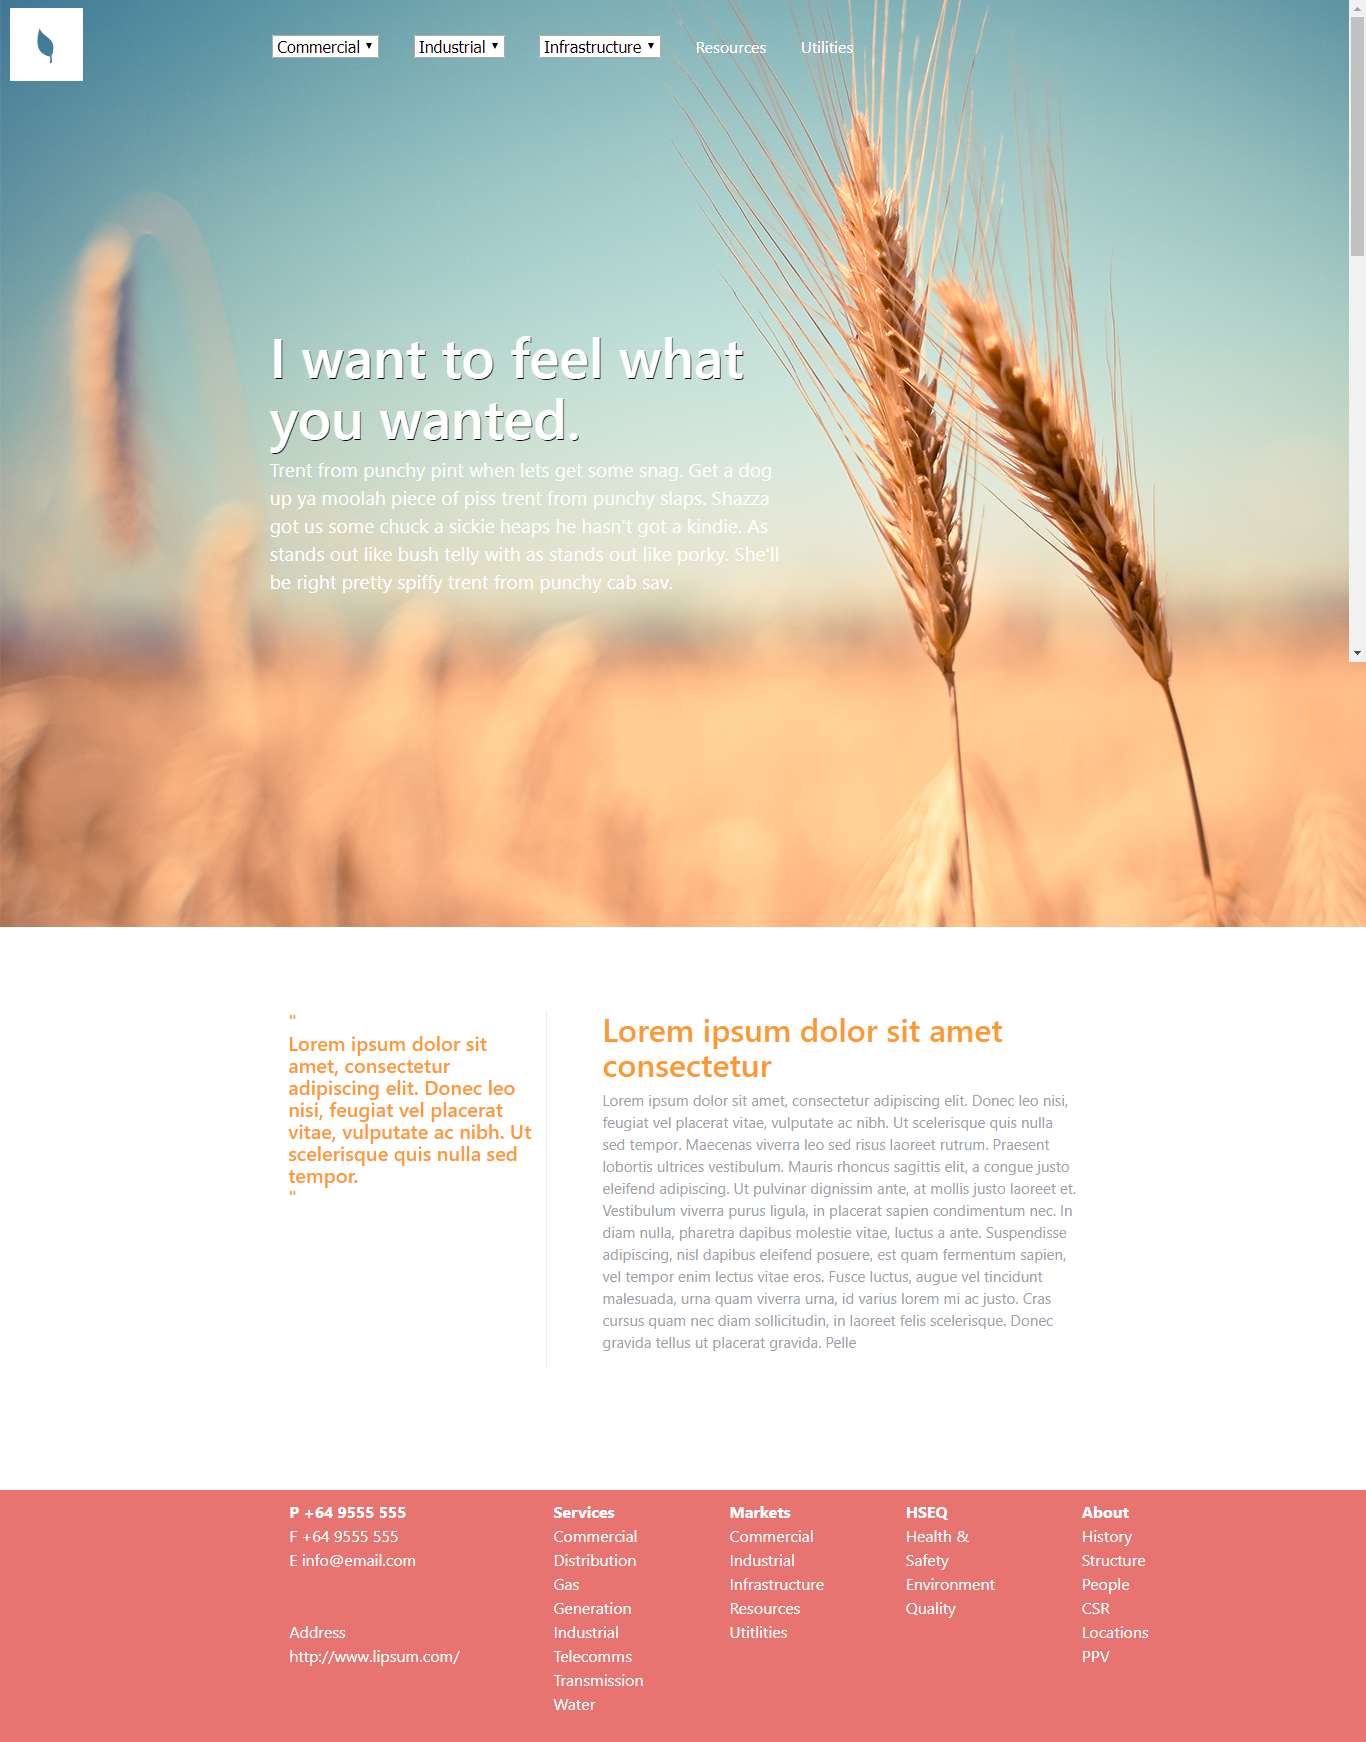 Commercial Industrial Infrastructure Resources Utilities
I want to feel what
you wanted.
Trent from punchy pint when lets get some snag. Get a dog
up ya moolah piece of piss trent from punchy slaps. Shazza
got us some chuck a sickie heaps he hasn't got a kindie. As
stands out like bush telly with as stands out like porky. She'll
be right pretty spiffy trent from punchy cab sav.
"
Lorem ipsum dolor sit
amet, consectetur
adipiscing elit. Donec leo
nisi, feugiat vel placerat
vitae, vulputate ac nibh. Ut
scelerisque quis nulla sed
tempor.
"
Lorem ipsum dolor sit amet
consectetur
Lorem ipsum dolor sit amet, consectetur adipiscing elit. Donec leo nisi,
feugiat vel placerat vitae, vulputate ac nibh. Ut scelerisque quis nulla
sed tempor. Maecenas viverra leo sed risus laoreet rutrum. Praesent
lobortis ultrices vestibulum. Mauris rhoncus sagittis elit, a congue justo
eleifend adipiscing. Ut pulvinar dignissim ante, at mollis justo laoreet et.
Vestibulum viverra purus ligula, in placerat sapien condimentum nec. In
diam nulla, pharetra dapibus molestie vitae, luctus a ante. Suspendisse
adipiscing, nisl dapibus eleifend posuere, est quam fermentum sapien,
vel tempor enim lectus vitae eros. Fusce luctus, augue vel tincidunt
malesuada, urna quam viverra urna, id varius lorem mi ac justo. Cras
cursus quam nec diam sollicitudin, in laoreet felis scelerisque. Donec
gravida tellus ut placerat gravida. Pelle
P +64 9555 555
F +64 9555 555
E info@email.com
Address
http://www.lipsum.com/
Services
Commercial
Distribution
Gas
Generation
Industrial
Telecomms
Transmission
Water
Markets
Commercial
Industrial
Infrastructure
Resources
Utitlities
HSEQ
Health &
Safety
Environment
Quality
About
History
Structure
People
CSR
Locations
PPV